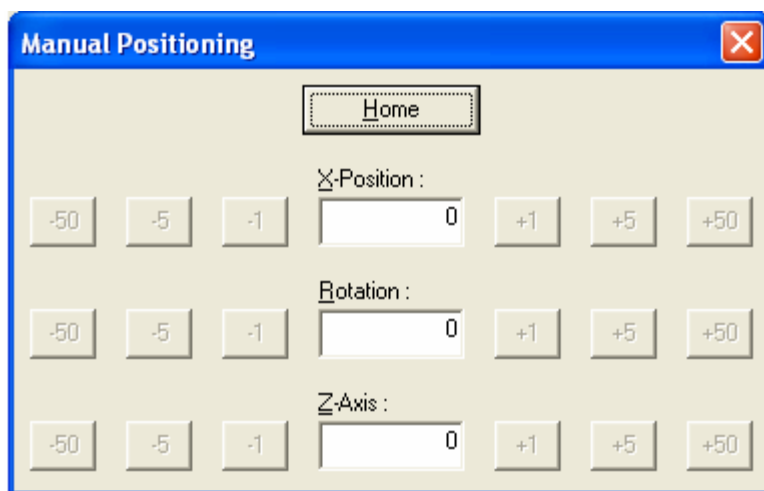 Manual Positioning
Home
X-Position :
-50 -5 -1 0 +1 +5 +50
Rotation :
-50 -5 -1 0 +1 +5 +50
Z-Axis :
-50 -5 -1 0 +1 +5 +50